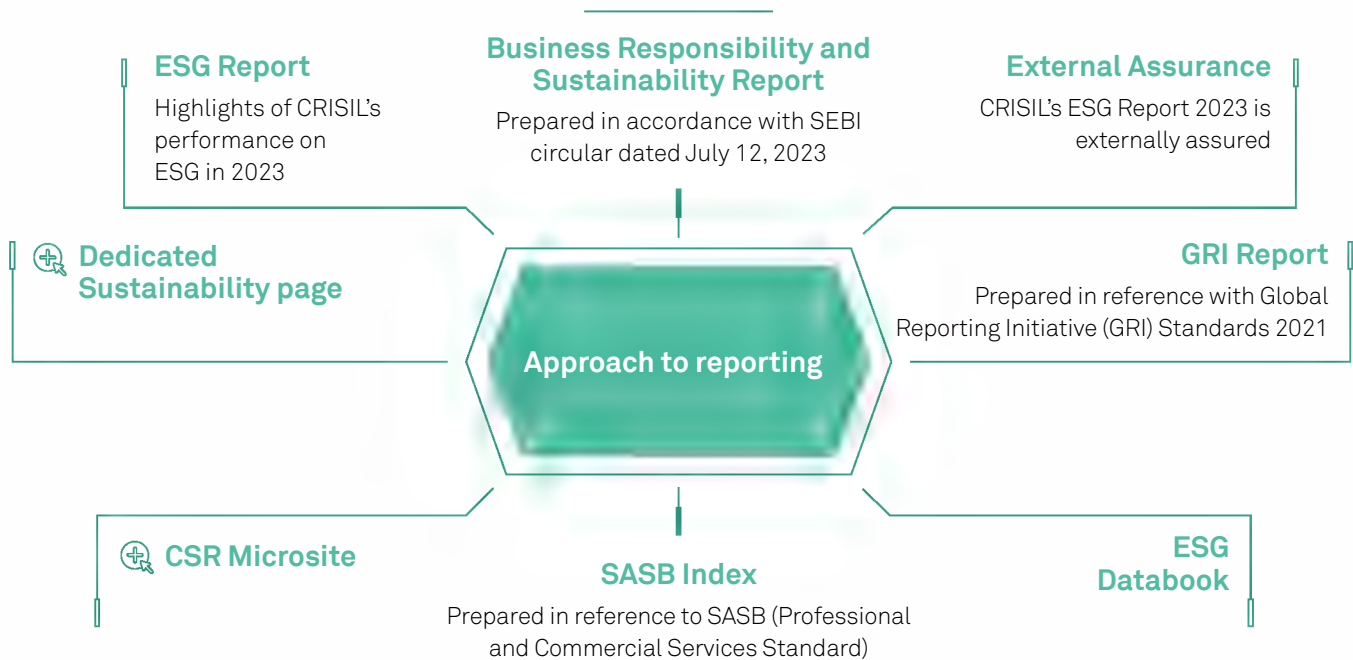 ESG Report
Highlights of CRISIL's
performance on
ESG in 2023
Business Responsibility and
Sustainability Report
Prepared in accordance with SEBI
circular dated July 12, 2023
External Assurance
CRISIL's ESG Report 2023 is
externally assured
Dedicated
Sustainability page
GRI Report
Prepared in reference with Global
Reporting Initiative (GRI) Standards 2021
Approach to reporting
CSR Microsite
SASB Index
Prepared in reference to SASB (Professional
and Commercial Services Standard)
ESG
Databook